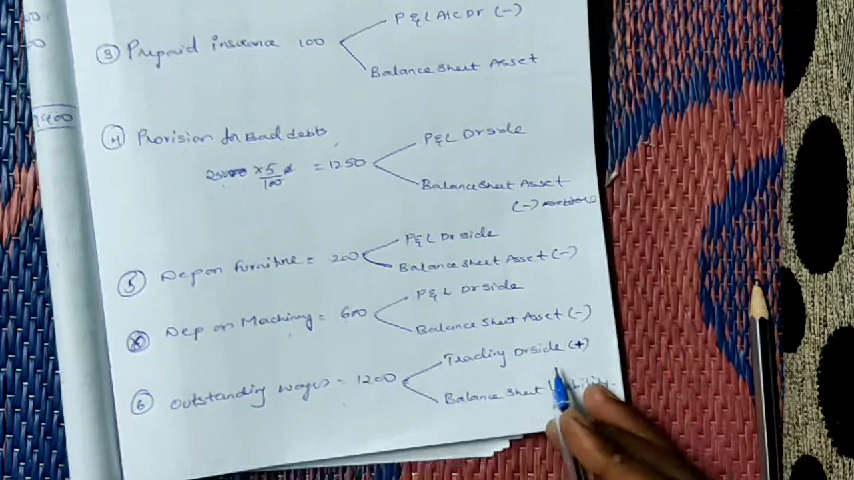 ③ Prepaid insurance 100
P & L A/c Dr (-)
Balance Sheet Asset
④ Provision for Bad debts
25000 × 5/100 = 1250
P & L Dr side
Balance Sheet Asset
(-)
⑤ Dep on furniture = 200
P & L Dr side
Balance Sheet Asset (-)
Dep on Machinery = 600
P & L Dr side
Balance Sheet Asset (-)
⑥ Outstanding wages = 1200
Trading Dr side (+)
Balance Sheet